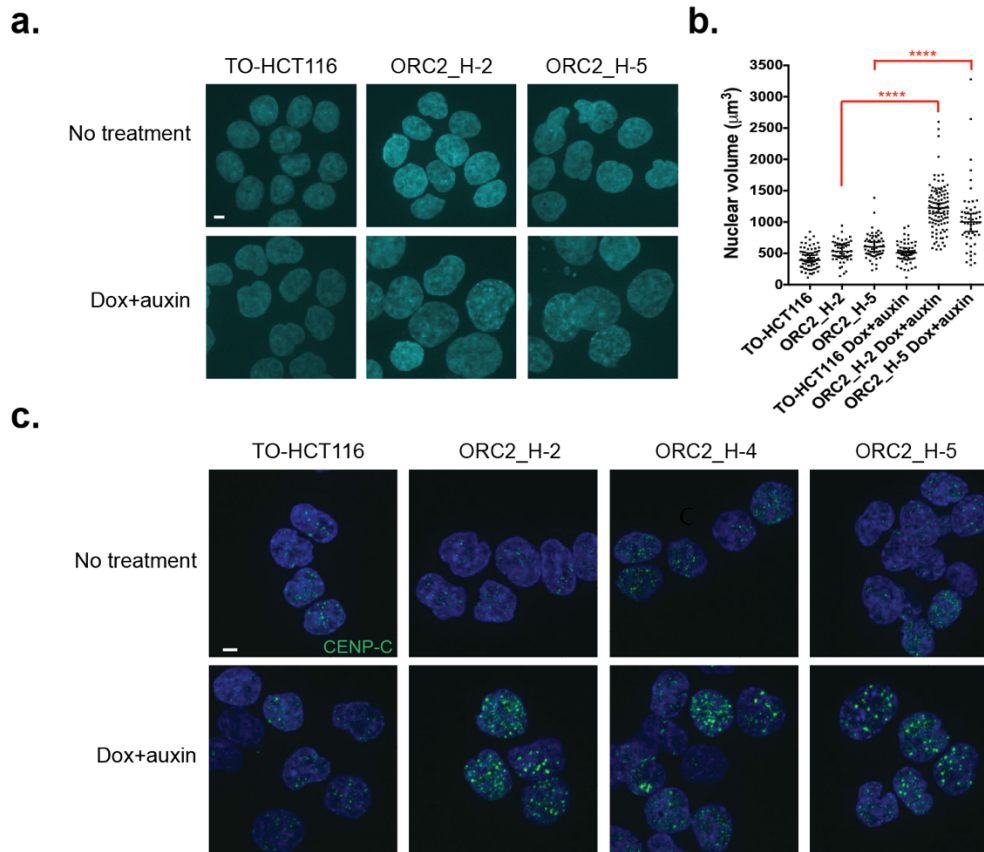 a.
TO-HCT116 ORC2_H-2 ORC2_H-5
No treatment
Dox+auxin
b.
Nuclear volume (μm³)
3500
3000
2500
2000
1500
1000
500
0
****
****
TO-HCT116
ORC2_H-2
ORC2_H-5
TO-HCT116 Dox+auxin
ORC2_H-2 Dox+auxin
ORC2_H-5 Dox+auxin
c.
TO-HCT116 ORC2_H-2 ORC2_H-4 ORC2_H-5
No treatment
CENP-C
Dox+auxin